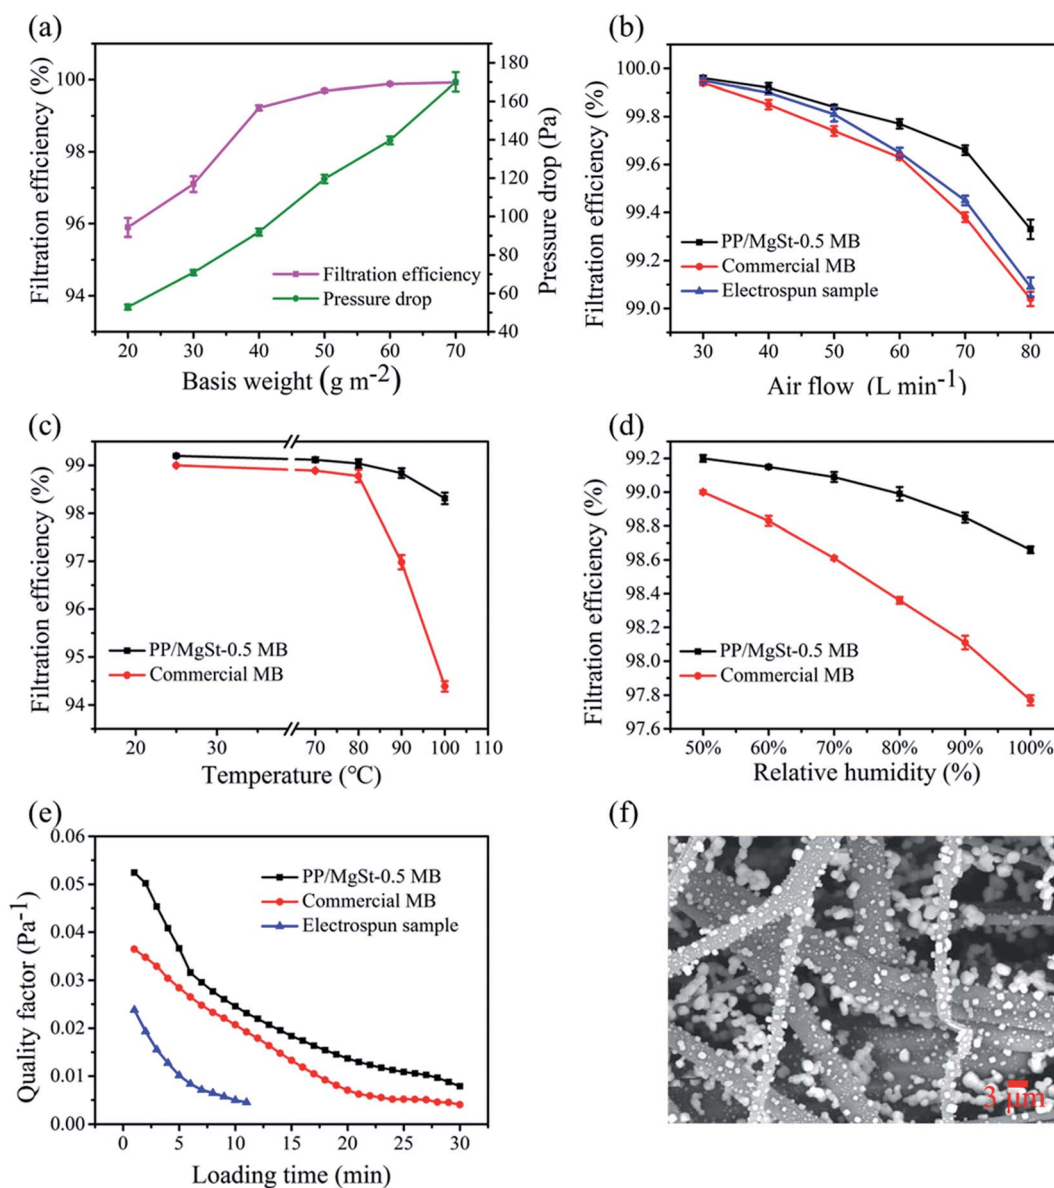 (a)
Filtration efficiency (%)
100
98
96
94
180
160
140
120
100
80
60
40
Pressure drop (Pa)
Filtration efficiency
Pressure drop
20 30 40 50 60 70
Basis weight (g m-2)
(b)
Filtration efficiency (%)
100.0
99.8
99.6
99.4
99.2
99.0
PP/MgSt-0.5 MB
Commercial MB
Electrospun sample
30 40 50 60 70 80
Air flow (L min-1)
(c)
Filtration efficiency (%)
99
98
97
96
95
94
PP/MgSt-0.5 MB
Commercial MB
20 30 70 80 90 100 110
Temperature (°C)
(d)
Filtration efficiency (%)
99.2
99.0
98.8
98.6
98.4
98.2
98.0
97.8
97.6
PP/MgSt-0.5 MB
Commercial MB
50% 60% 70% 80% 90% 100%
Relative humidity (%)
(e)
Quality factor (Pa-1)
0.06
0.05
0.04
0.03
0.02
0.01
0.00
PP/MgSt-0.5 MB
Commercial MB
Electrospun sample
0 5 10 15 20 25 30
Loading time (min)
(f)
3 μm